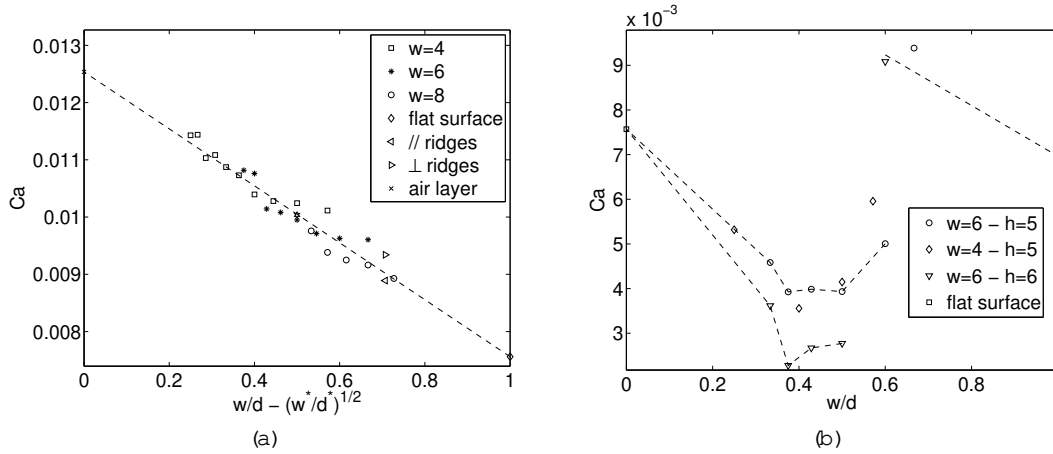 0.013
0.012
0.011
0.01
0.009
0.008
Ca
0 0.2 0.4 0.6 0.8 1
w/d − (w*/d*)^1/2
w=4
w=6
w=8
flat surface
// ridges
⊥ ridges
air layer
(a)
x 10^−3
9
8
7
6
5
4
3
Ca
0 0.2 0.4 0.6 0.8
w/d
w=6 − h=5
w=4 − h=5
w=6 − h=6
flat surface
(b)